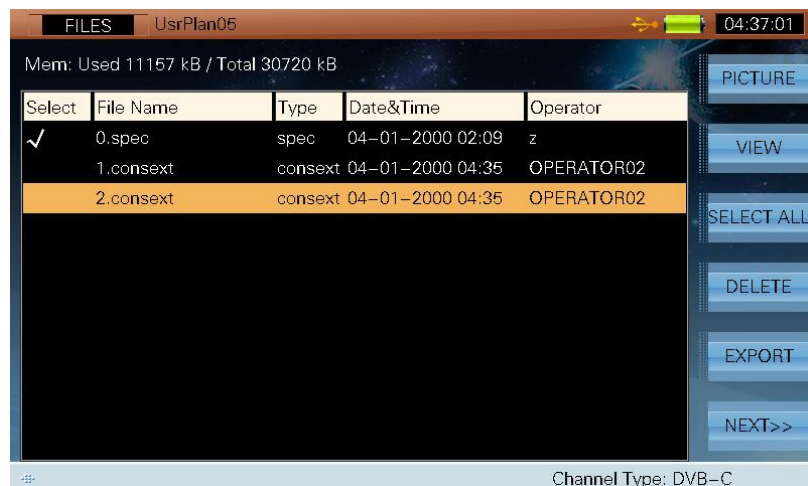 FILES UsrPlan05 04:37:01
Mem: Used 11157 kB / Total 30720 kB
PICTURE
Select File Name Type Date&Time Operator
√ 0.spec spec 04-01-2000 02:09 z
VIEW
1.consext consext 04-01-2000 04:35 OPERATOR02
2.consext consext 04-01-2000 04:35 OPERATOR02
SELECT ALL
DELETE
EXPORT
NEXT>>
Channel Type: DVB-C